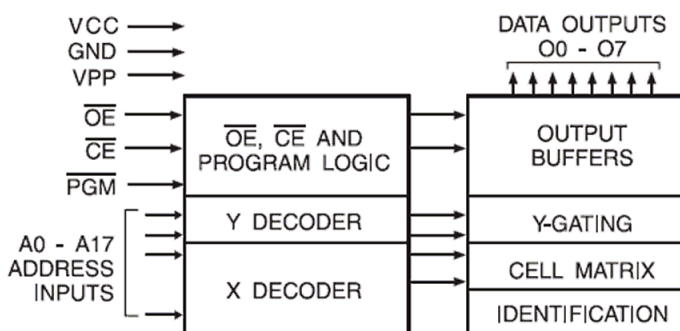 VCC
GND
VPP
OE
CE
PGM
A0 - A17
ADDRESS
INPUTS
OE, CE AND
PROGRAM LOGIC
Y DECODER
X DECODER
DATA OUTPUTS
O0 - O7
OUTPUT
BUFFERS
Y-GATING
CELL MATRIX
IDENTIFICATION